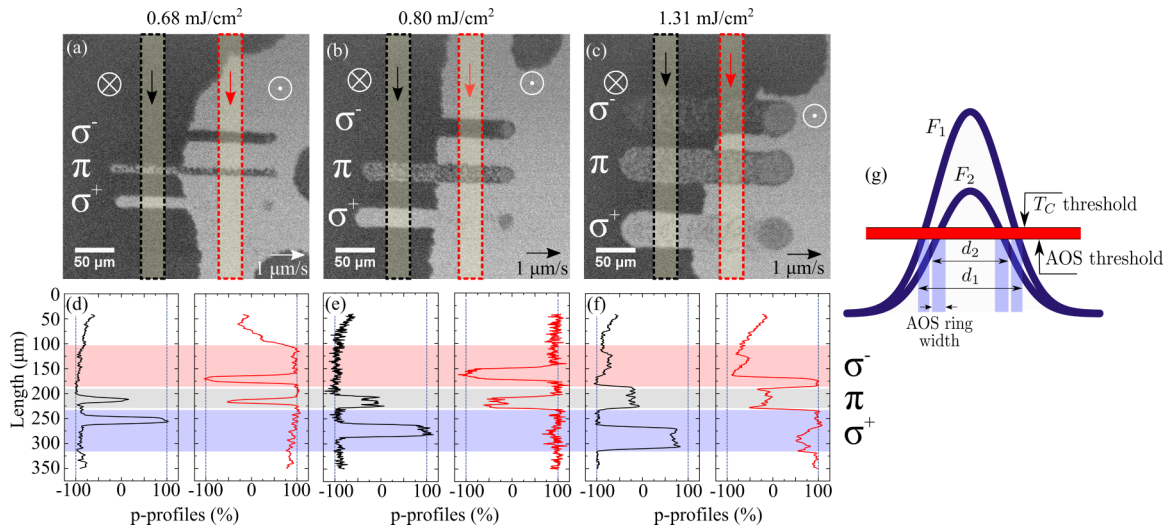 0.68 mJ/cm² 0.80 mJ/cm² 1.31 mJ/cm²
(a) (b) (c)
σ⁻ σ⁻ σ⁻
π π π
σ⁺ σ⁺ σ⁺
50 μm 1 μm/s 50 μm 1 μm/s 50 μm 1 μm/s
(g)
F₁
F₂
T_C threshold
AOS threshold
d₂
d₁
AOS ring
width
(d) (e) (f)
Length (μm)
0
50
100
150
200
250
300
350
σ⁻
π
σ⁺
-100 0 100 -100 0 100 -100 0 100 -100 0 100 -100 0 100 -100 0 100
p-profiles (%) p-profiles (%) p-profiles (%)